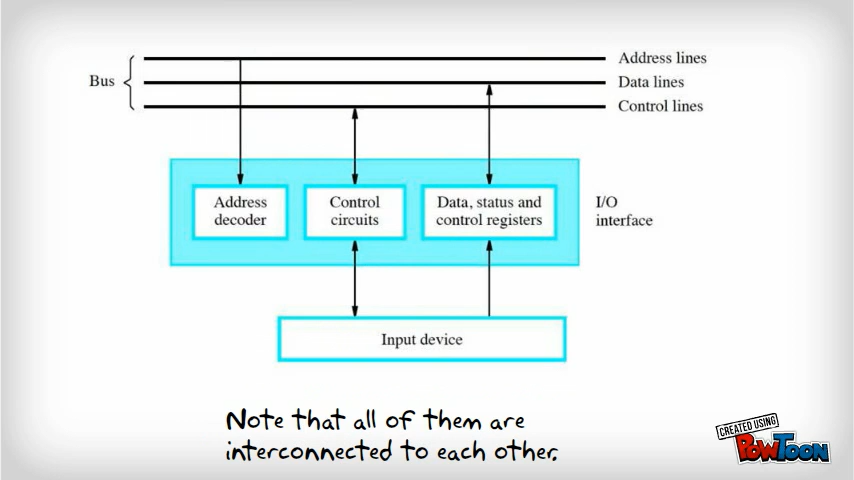 Address lines
Bus
Data lines
Control lines
Address
decoder
Control
circuits
Data, status and
control registers
I/O
interface
Input device
Note that all of them are
interconnected to each other.
CREATED USING
POWTOON